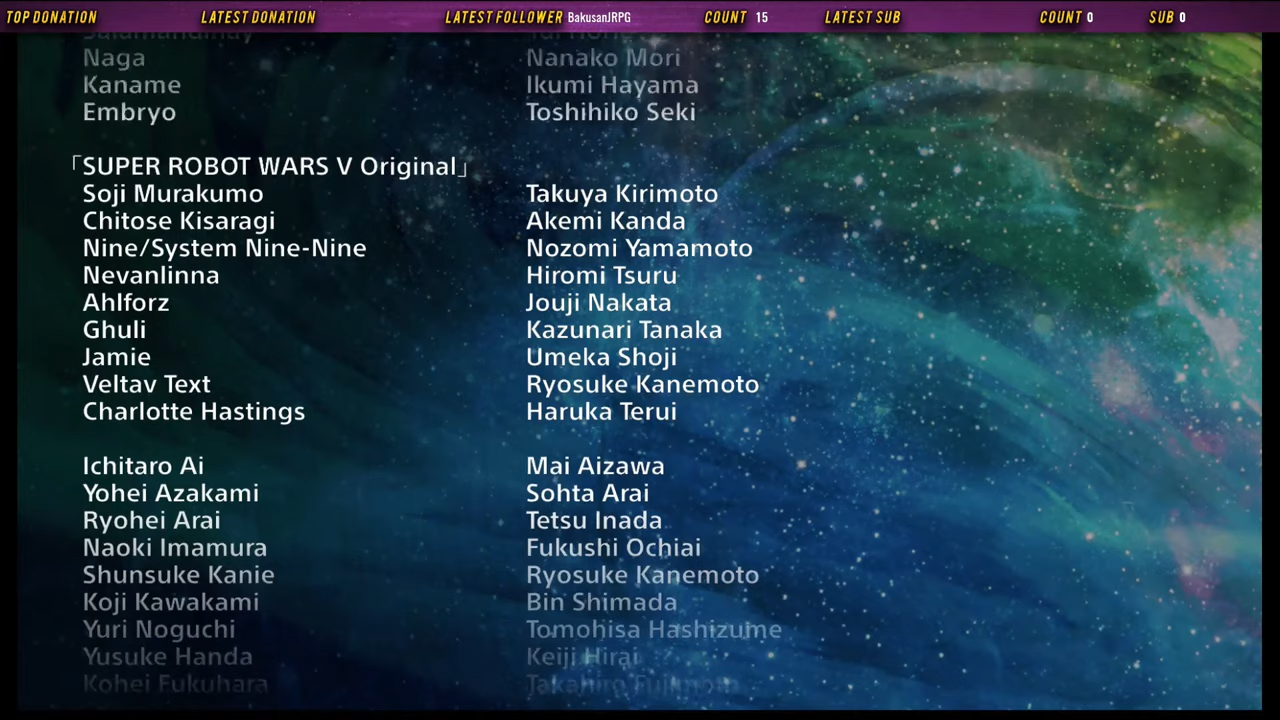 TOP DONATION LATEST DONATION LATEST FOLLOWER BakusanJRPG COUNT 15 LATEST SUB COUNT 0 SUB 0
Naga Nanako Mori
Kaname Ikumi Hayama
Embryo Toshihiko Seki
「SUPER ROBOT WARS V Original」
Soji Murakumo Takuya Kirimoto
Chitose Kisaragi Akemi Kanda
Nine/System Nine-Nine Nozomi Yamamoto
Nevanlinna Hiromi Tsuru
Ahlforz Jouji Nakata
Ghuli Kazunari Tanaka
Jamie Umeka Shoji
Veltav Text Ryosuke Kanemoto
Charlotte Hastings Haruka Terui
Ichitaro Ai Mai Aizawa
Yohei Azakami Sohta Arai
Ryohei Arai Tetsu Inada
Naoki Imamura Fukushi Ochiai
Shunsuke Kanie Ryosuke Kanemoto
Koji Kawakami Bin Shimada
Yuri Noguchi Tomohisa Hashizume
Yusuke Handa Keiji Hirai
Kohei Fukuhara Takahiro Fujimoto